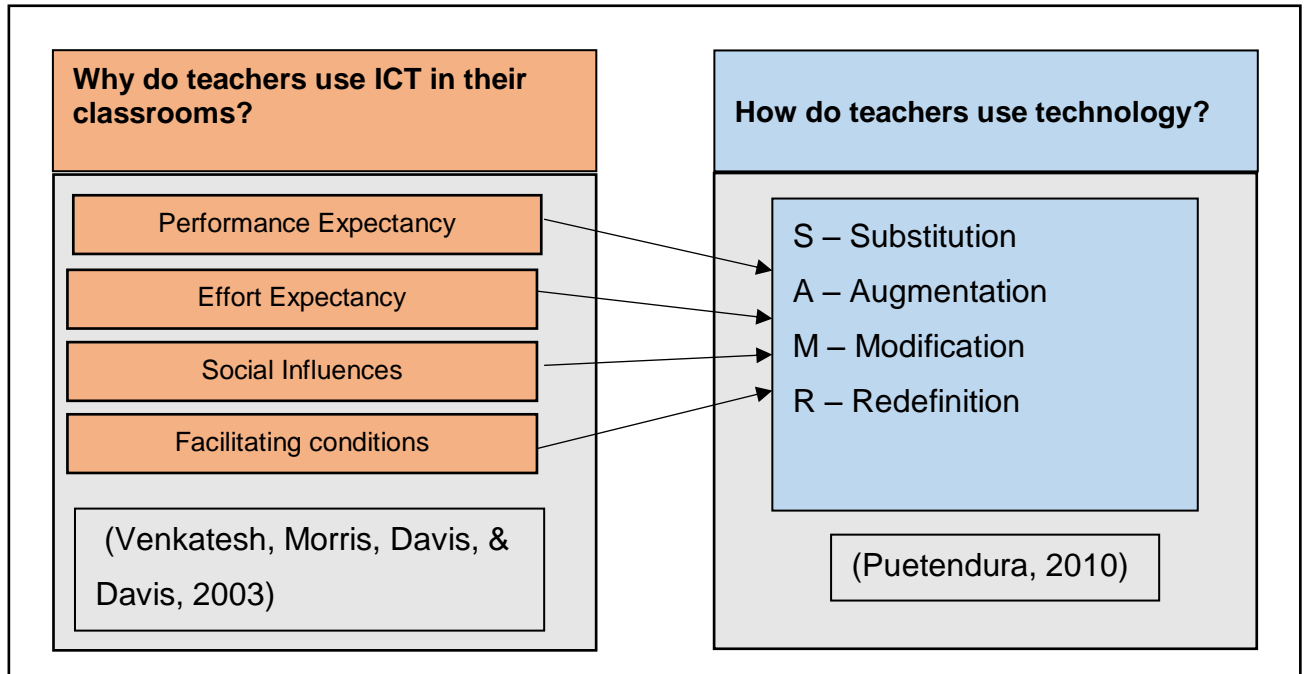 Why do teachers use ICT in their
classrooms?
Performance Expectancy
Effort Expectancy
Social Influences
Facilitating conditions
(Venkatesh, Morris, Davis, &
Davis, 2003)
How do teachers use technology?
S – Substitution
A – Augmentation
M – Modification
R – Redefinition
(Puetendura, 2010)